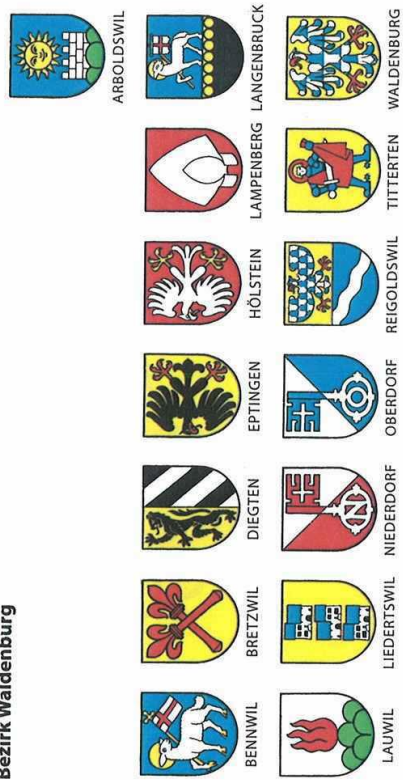 Bezirk Waldenburg
ARBOLDSWIL
BENNWIL BRETZWIL DIEGTEN EPTINGEN HÖLSTEIN LAMPENBERG LANGENBRUCK
LAUWIL LIEDERTSWIL NIEDERDORF OBERDORF REIGOLDSWIL TITTERTEN WALDENBURG